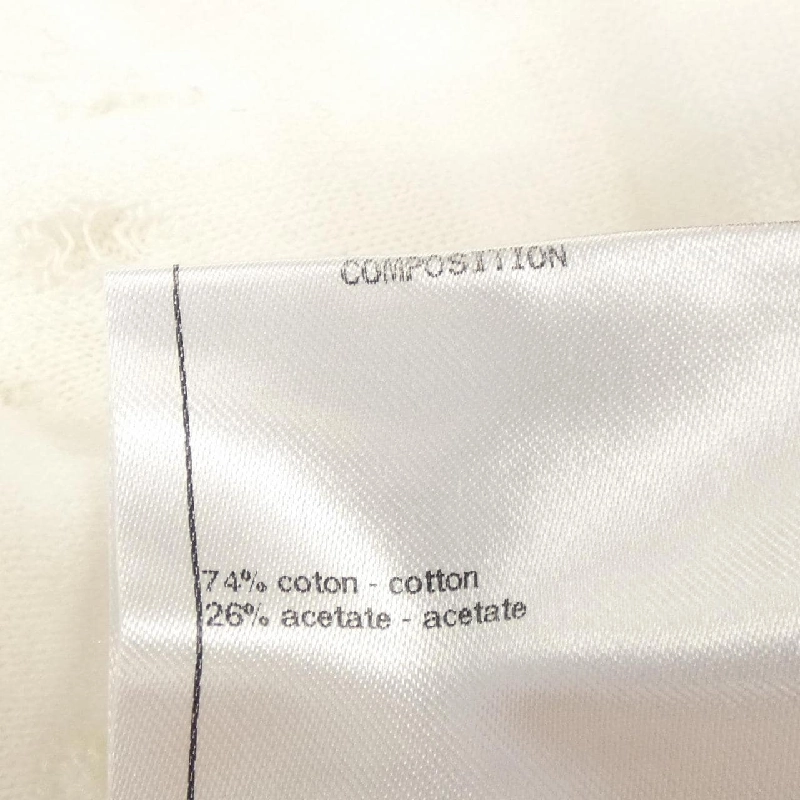 COMPOSITION
74% coton - cotton
26% acetate - acetate